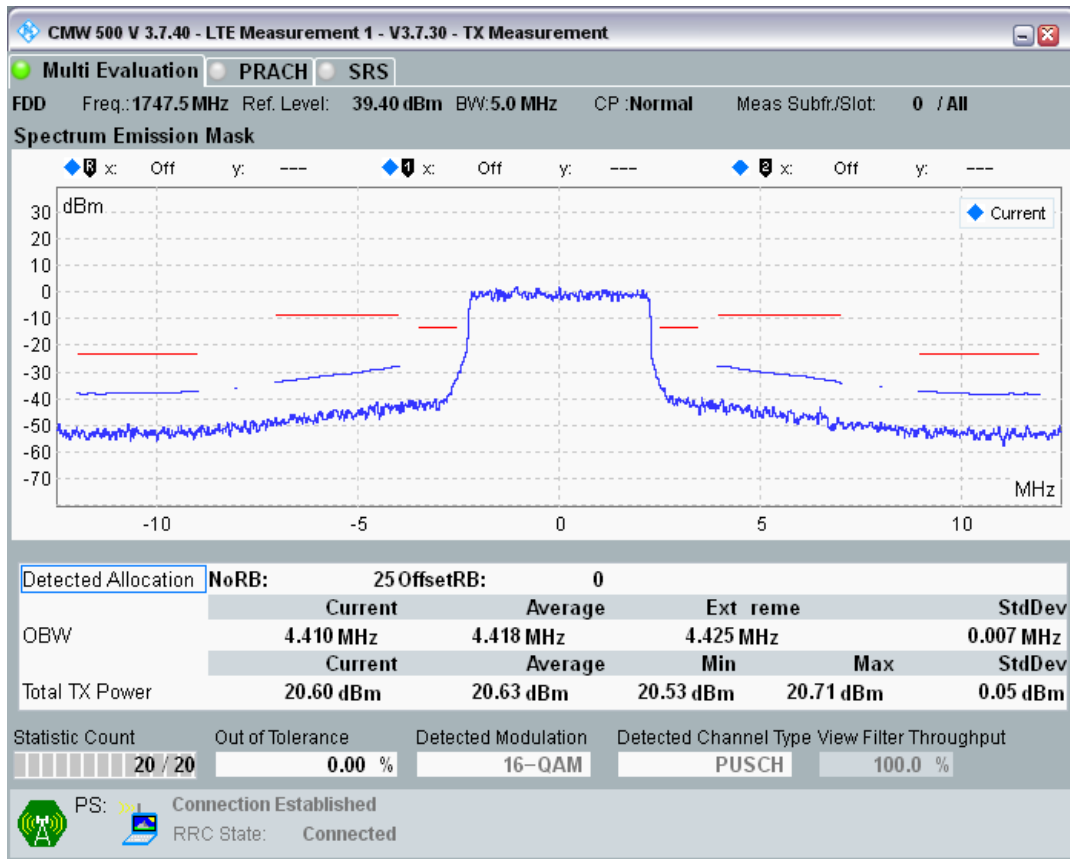 CMW 500 V 3.7.40 - LTE Measurement 1 - V3.7.30 - TX Measurement
Multi Evaluation PRACH SRS
FDD Freq.: 1747.5 MHz Ref. Level: 39.40 dBm BW: 5.0 MHz CP : Normal Meas Subfr./Slot: 0 / All
Spectrum Emission Mask
R x: Off y: --- 1 x: Off y: --- 2 x: Off y: ---
dBm
Current
30
20
10
0
-10
-20
-30
-40
-50
-60
-70
MHz
-10 -5 0 5 10
Detected Allocation NoRB: 25 OffsetRB: 0
Current Average Ext reme StdDev
OBW 4.410 MHz 4.418 MHz 4.425 MHz 0.007 MHz
Current Average Min Max StdDev
Total TX Power 20.60 dBm 20.63 dBm 20.53 dBm 20.71 dBm 0.05 dBm
Statistic Count Out of Tolerance Detected Modulation Detected Channel Type View Filter Throughput
20 / 20 0.00 % 16-QAM PUSCH 100.0 %
PS: Connection Established
RRC State: Connected